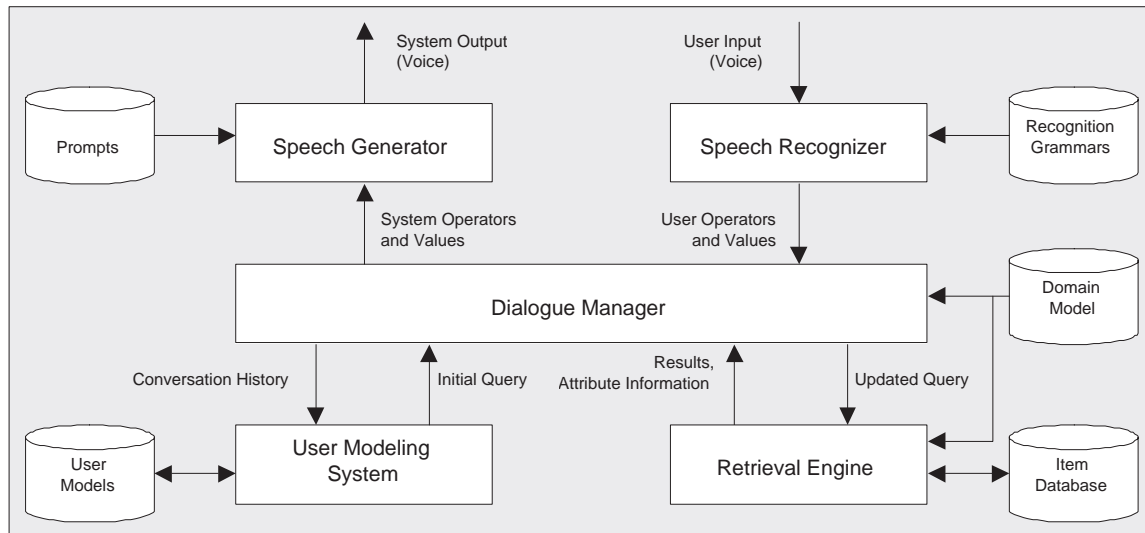 System Output
(Voice)
User Input
(Voice)
Prompts
Speech Generator
Speech Recognizer
Recognition
Grammars
System Operators
and Values
User Operators
and Values
Dialogue Manager
Domain
Model
Conversation History
Initial Query
Results,
Attribute Information
Updated Query
User
Models
User Modeling
System
Retrieval Engine
Item
Database